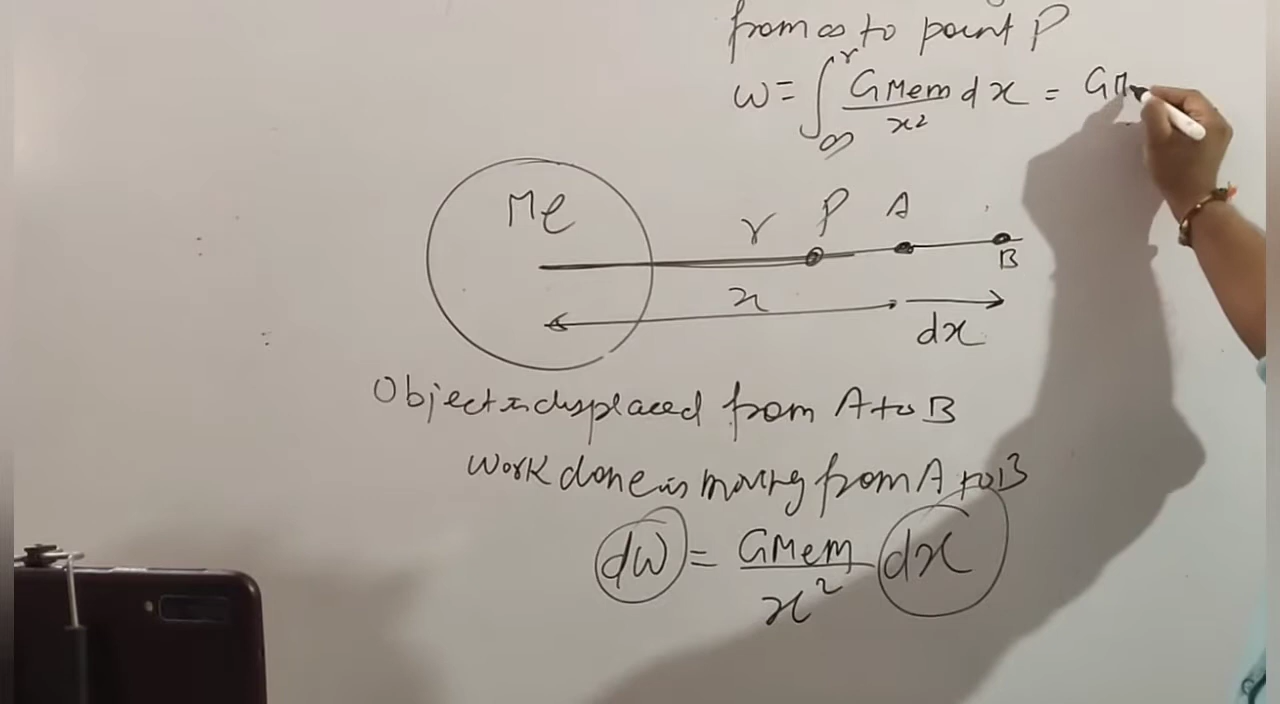 from ∞ to point P
W = ∫ r ∞ GMem/x² dx = GM
Me
r P A
B
x
dx
Object is displaced from A to B
Work done in moving from A to B
dW = GMem/x² dx